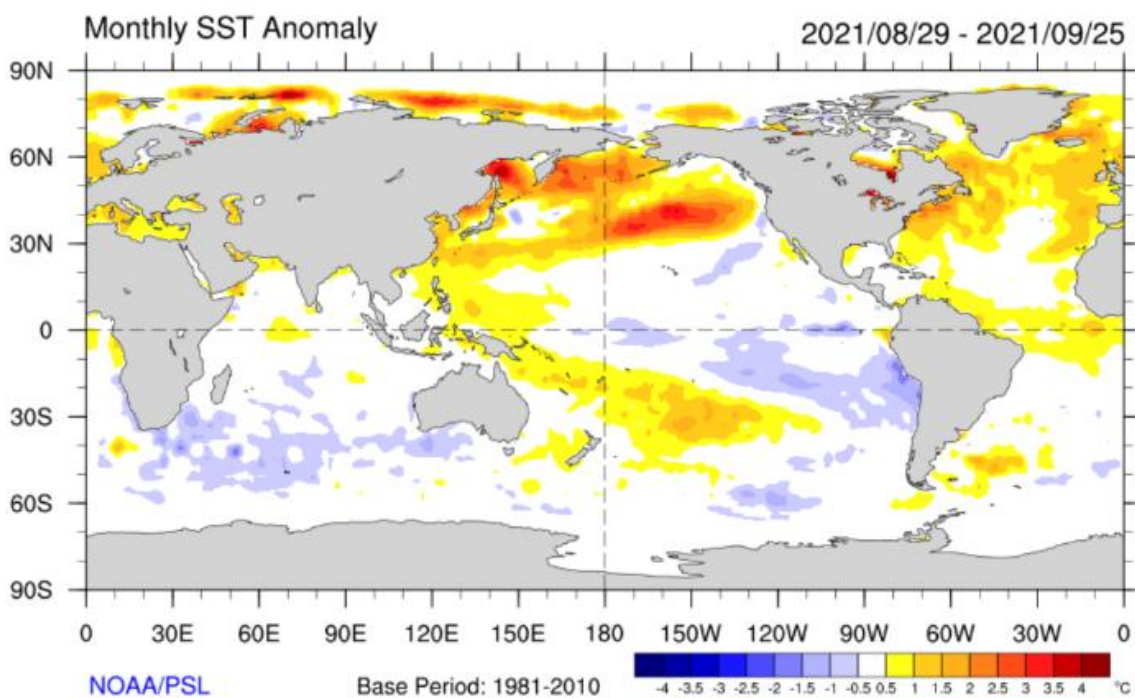 Monthly SST Anomaly 2021/08/29 - 2021/09/25
90N
60N
30N
0
30S
60S
90S
0 30E 60E 90E 120E 150E 180 150W 120W 90W 60W 30W 0
NOAA/PSL Base Period: 1981-2010
-4 -3.5 -3 -2.5 -2 -1.5 -1 -0.5 0.5 1 1.5 2 2.5 3 3.5 4 °C